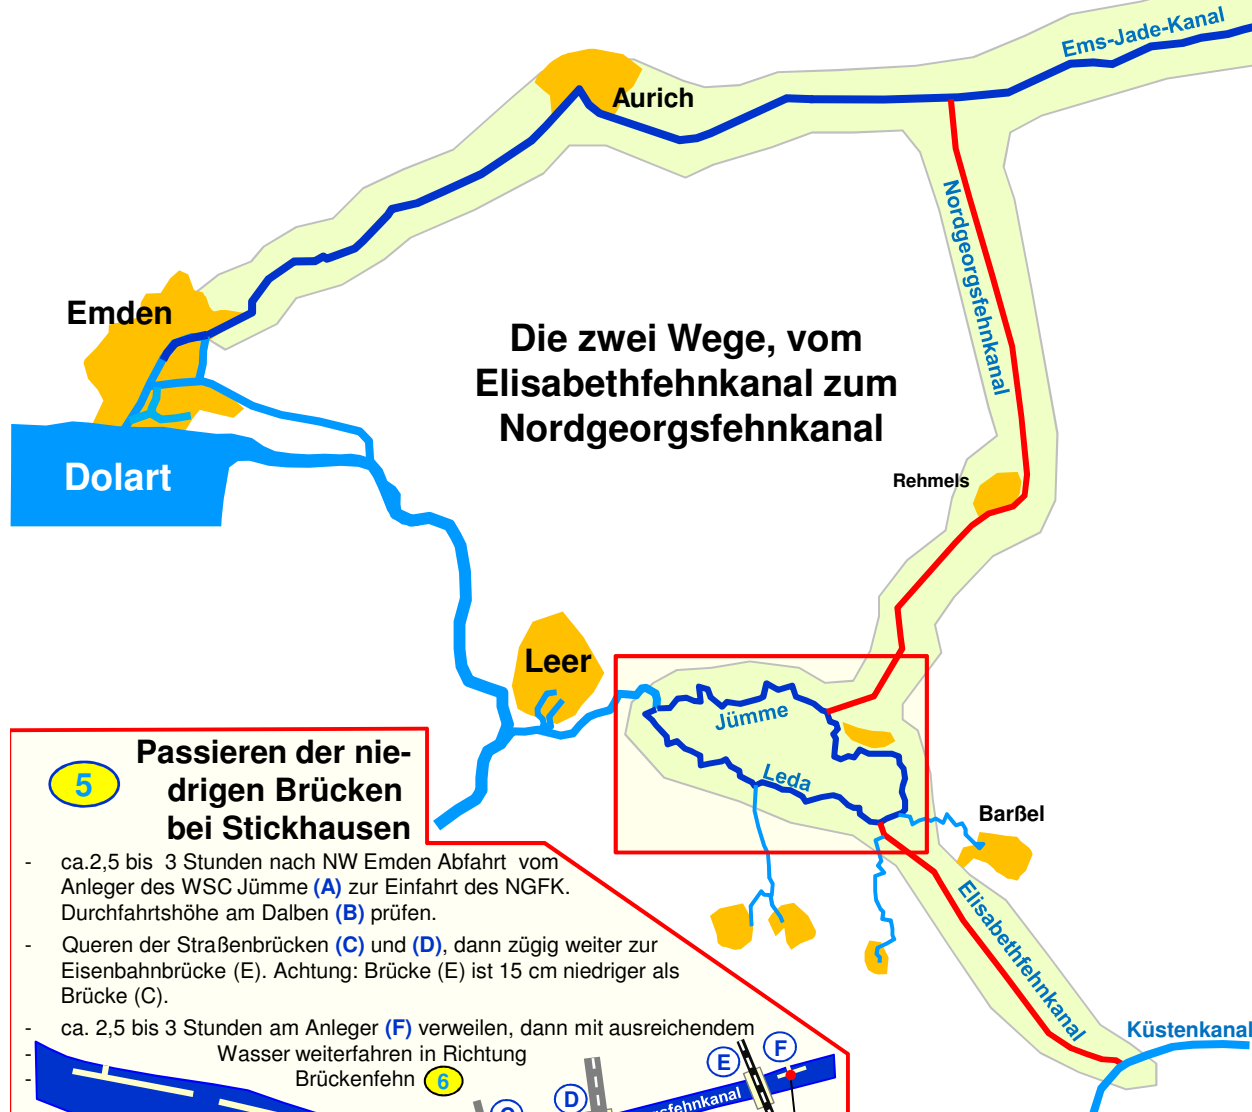 Ems-Jade-Kanal
Aurich
Nordgeorgsfehnkanal
Emden
Die zwei Wege, vom
Elisabethfehnkanal zum
Nordgeorgsfehnkanal
Dolart
Rehmels
Leer
Jümme
Leda
Barßel
Elisabethfehnkanal
Küstenkanal
5
Passieren der nie-
drigen Brücken
bei Stickhausen
- ca.2,5 bis 3 Stunden nach NW Emden Abfahrt vom
Anleger des WSC Jümme (A) zur Einfahrt des NGFK.
Durchfahrtshöhe am Dalben (B) prüfen.
- Queren der Straßenbrücken (C) und (D), dann zügig weiter zur
Eisenbahnbrücke (E). Achtung: Brücke (E) ist 15 cm niedriger als
Brücke (C).
- ca. 2,5 bis 3 Stunden am Anleger (F) verweilen, dann mit ausreichendem
- Wasser weiterfahren in Richtung
- Brückenfehn 6
E
F
D
gsfehnkanal